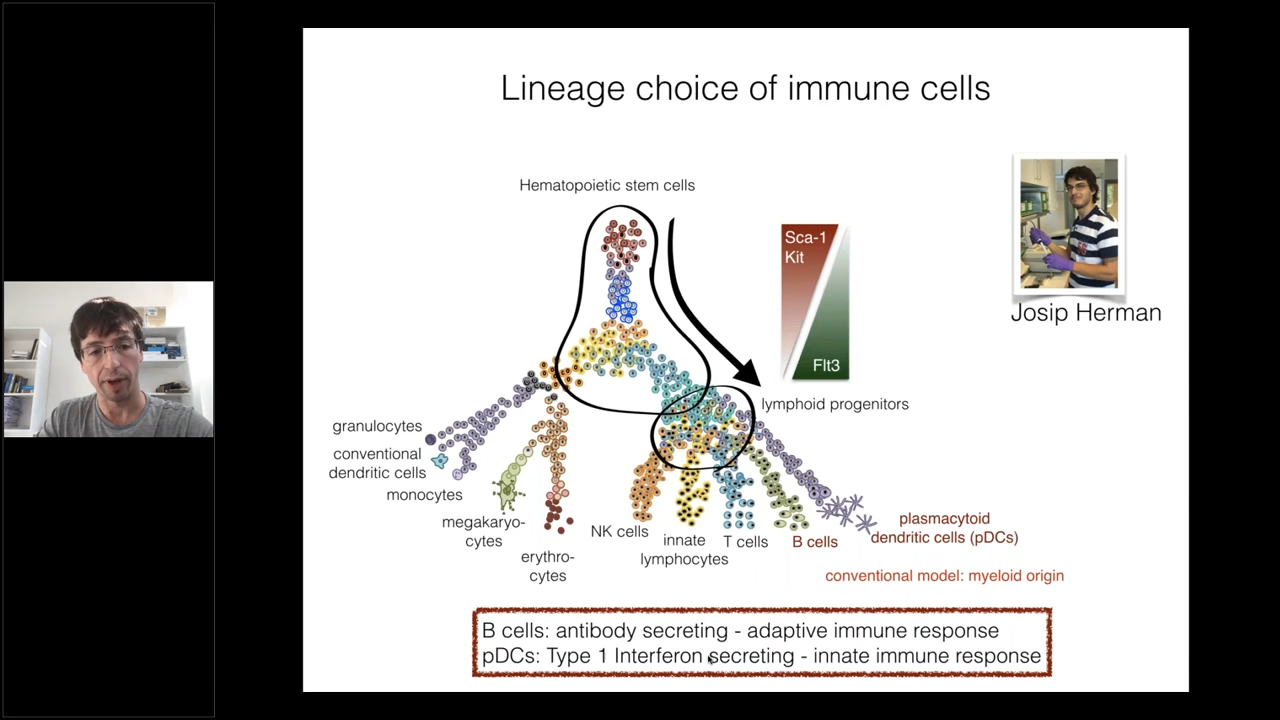 Lineage choice of immune cells
Hematopoietic stem cells
Sca-1
Kit
Flt3
Josip Herman
lymphoid progenitors
granulocytes
conventional
dendritic cells
monocytes
megakaryo-
cytes
erythro-
cytes
NK cells
innate
lymphocytes
T cells
B cells
plasmacytoid
dendritic cells (pDCs)
conventional model: myeloid origin
B cells: antibody secreting - adaptive immune response
pDCs: Type 1 Interferon secreting - innate immune response